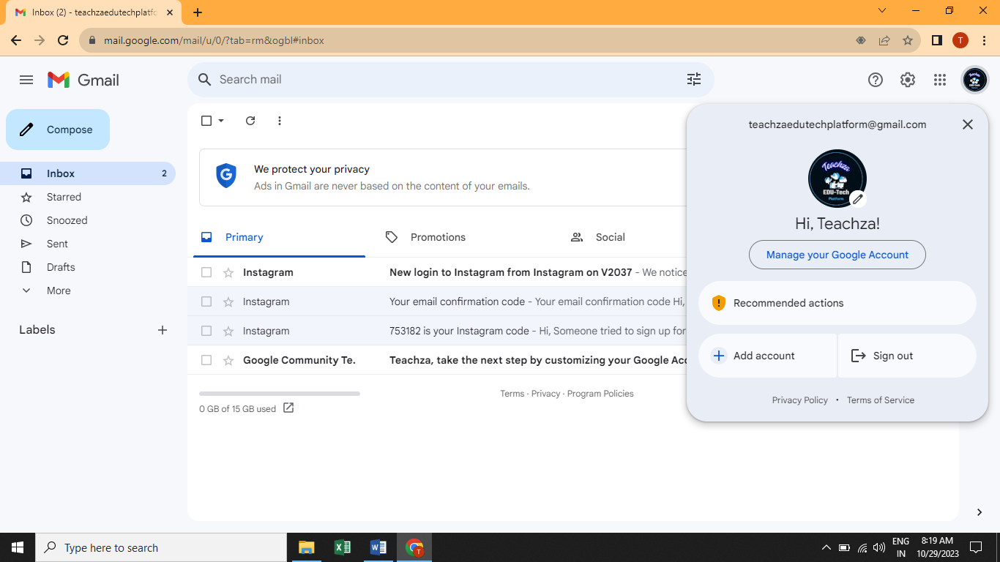 Inbox (2) - teachzaedutechplatfo
mail.google.com/mail/u/0/?tab=rm&ogbl#inbox
T
Gmail
Search mail
Compose
Inbox 2
Starred
Snoozed
Sent
Drafts
More
Labels
We protect your privacy
Ads in Gmail are never based on the content of your emails.
Primary Promotions Social
Instagram New login to Instagram from Instagram on V2037 - We notice
Instagram Your email confirmation code - Your email confirmation code Hi,
Instagram 753182 is your Instagram code - Hi, Someone tried to sign up for
Google Community Te. Teachza, take the next step by customizing your Google Acc
0 GB of 15 GB used
Terms · Privacy · Program Policies
teachzaedutechplatform@gmail.com
Teachza
EDU-Tech
Platform
Hi, Teachza!
Manage your Google Account
Recommended actions
Add account Sign out
Privacy Policy • Terms of Service
Type here to search
T
ENG
IN
8:19 AM
10/29/2023